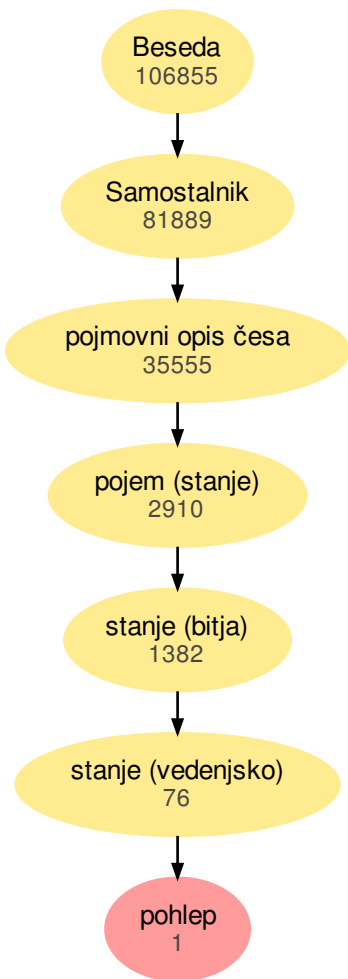 Beseda
106855
Samostalnik
81889
pojmovni opis česa
35555
pojem (stanje)
2910
stanje (bitja)
1382
stanje (vedenjsko)
76
pohlep
1